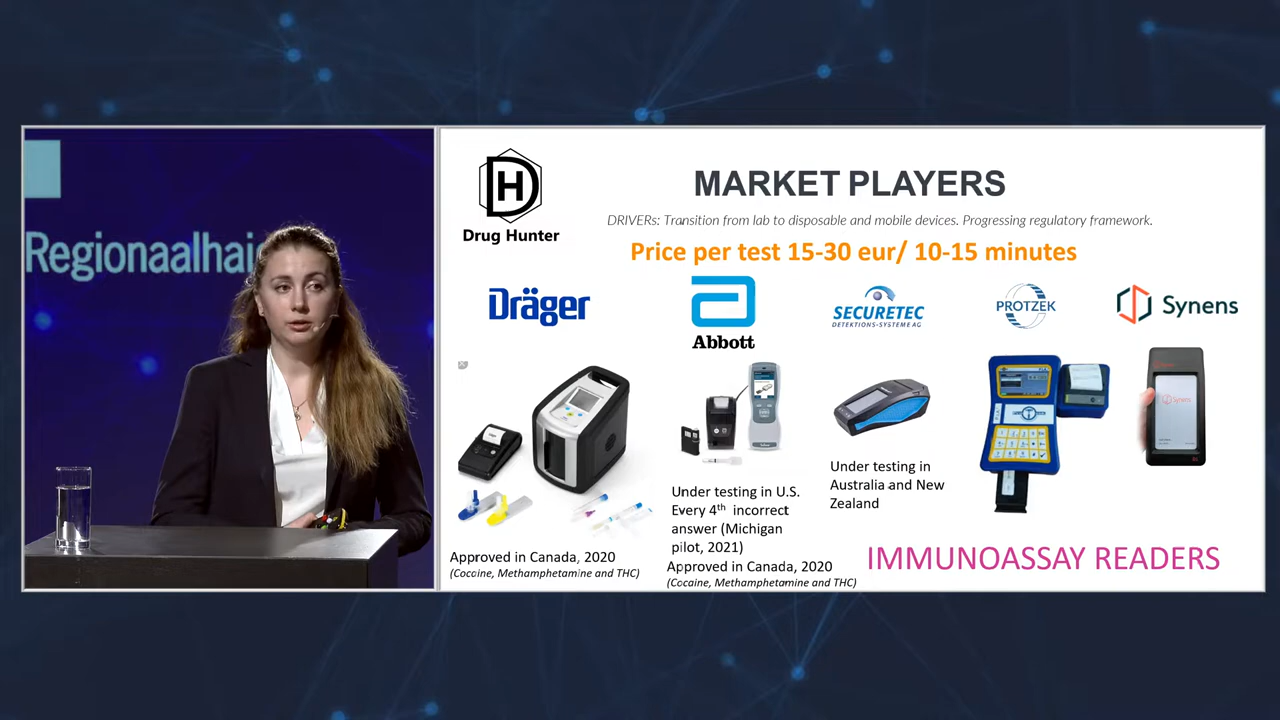 Regionaalhai
DH
Drug Hunter
MARKET PLAYERS
DRIVERs: Transition from lab to disposable and mobile devices. Progressing regulatory framework.
Price per test 15-30 eur/ 10-15 minutes
Dräger
Abbott
SECURETEC
DETEKTIONS-SYSTEME AG
PROTZEK
Synens
Synens
Approved in Canada, 2020
(Cocaine, Methamphetamine and THC)
Under testing in U.S.
Every 4th incorrect
answer (Michigan
pilot, 2021)
Approved in Canada, 2020
(Cocaine, Methamphetamine and THC)
Under testing in
Australia and New
Zealand
IMMUNOASSAY READERS